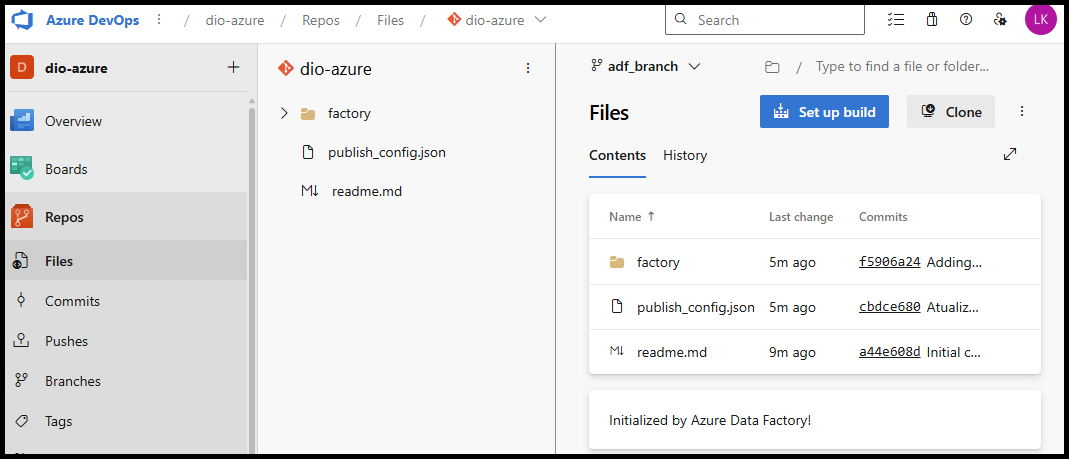 Azure DevOps / dio-azure / Repos / Files / dio-azure
Search
LK
D dio-azure
Overview
Boards
Repos
Files
Commits
Pushes
Branches
Tags
dio-azure
factory
publish_config.json
M↓ readme.md
adf_branch / Type to find a file or folder...
Files
Set up build
Clone
Contents History
Name ↑ Last change Commits
factory 5m ago f5906a24 Adding...
publish_config.json 5m ago cbdce680 Atualiz...
M↓ readme.md 9m ago a44e608d Initial c...
Initialized by Azure Data Factory!